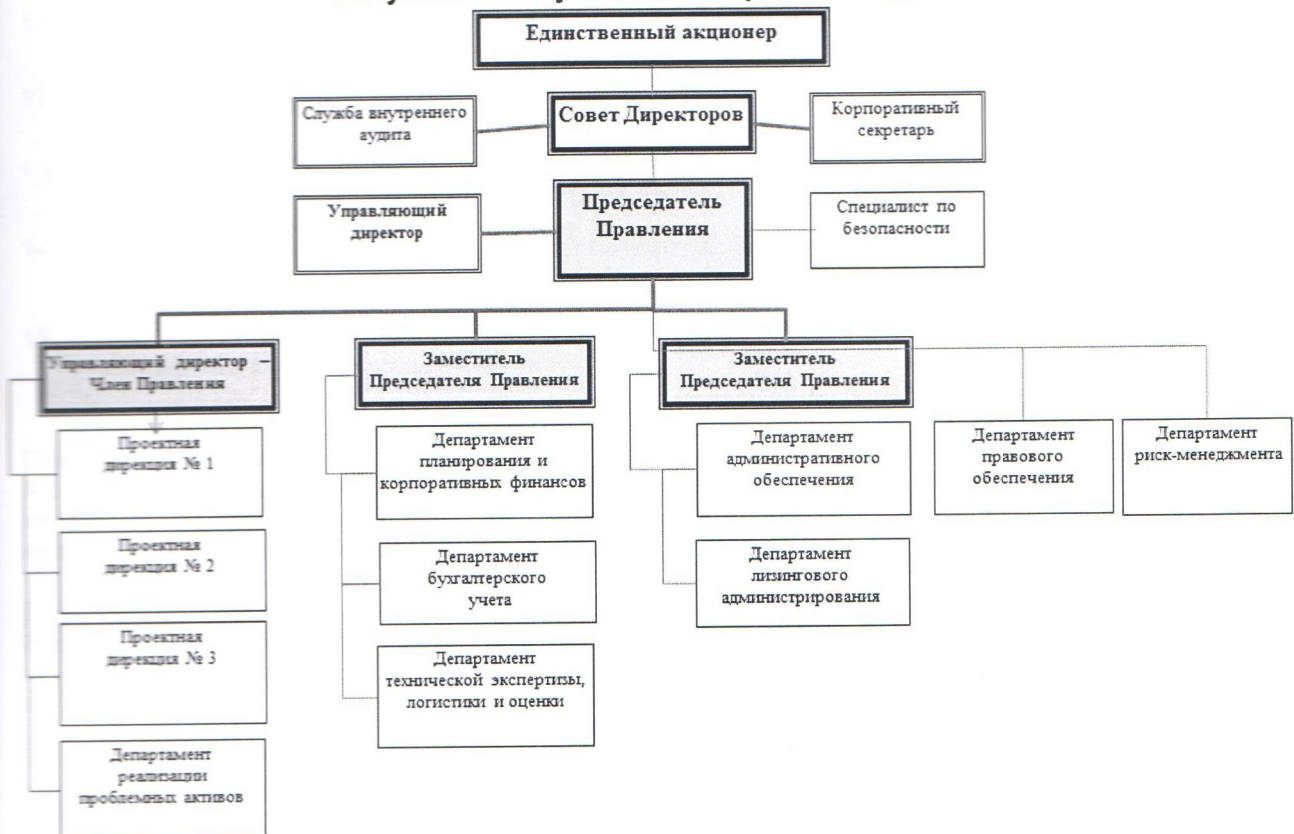 Единственный акционер
Служба внутреннего
аудита
Совет Директоров
Корпоративный
секретарь
Управляющий
директор
Председатель
Правления
Специалист по
безопасности
Управляющий директор –
Член Правления
Заместитель
Председателя Правления
Заместитель
Председателя Правления
Проектная
дирекция № 1
Департамент
планирования и
корпоративных финансов
Департамент
административного
обеспечения
Департамент
правового
обеспечения
Департамент
риск-менеджмента
Проектная
дирекция № 2
Департамент
бухгалтерского
учета
Департамент
лизингового
администрирования
Проектная
дирекция № 3
Департамент
технической экспертизы,
логистики и оценки
Департамент
реализации
проблемных активов